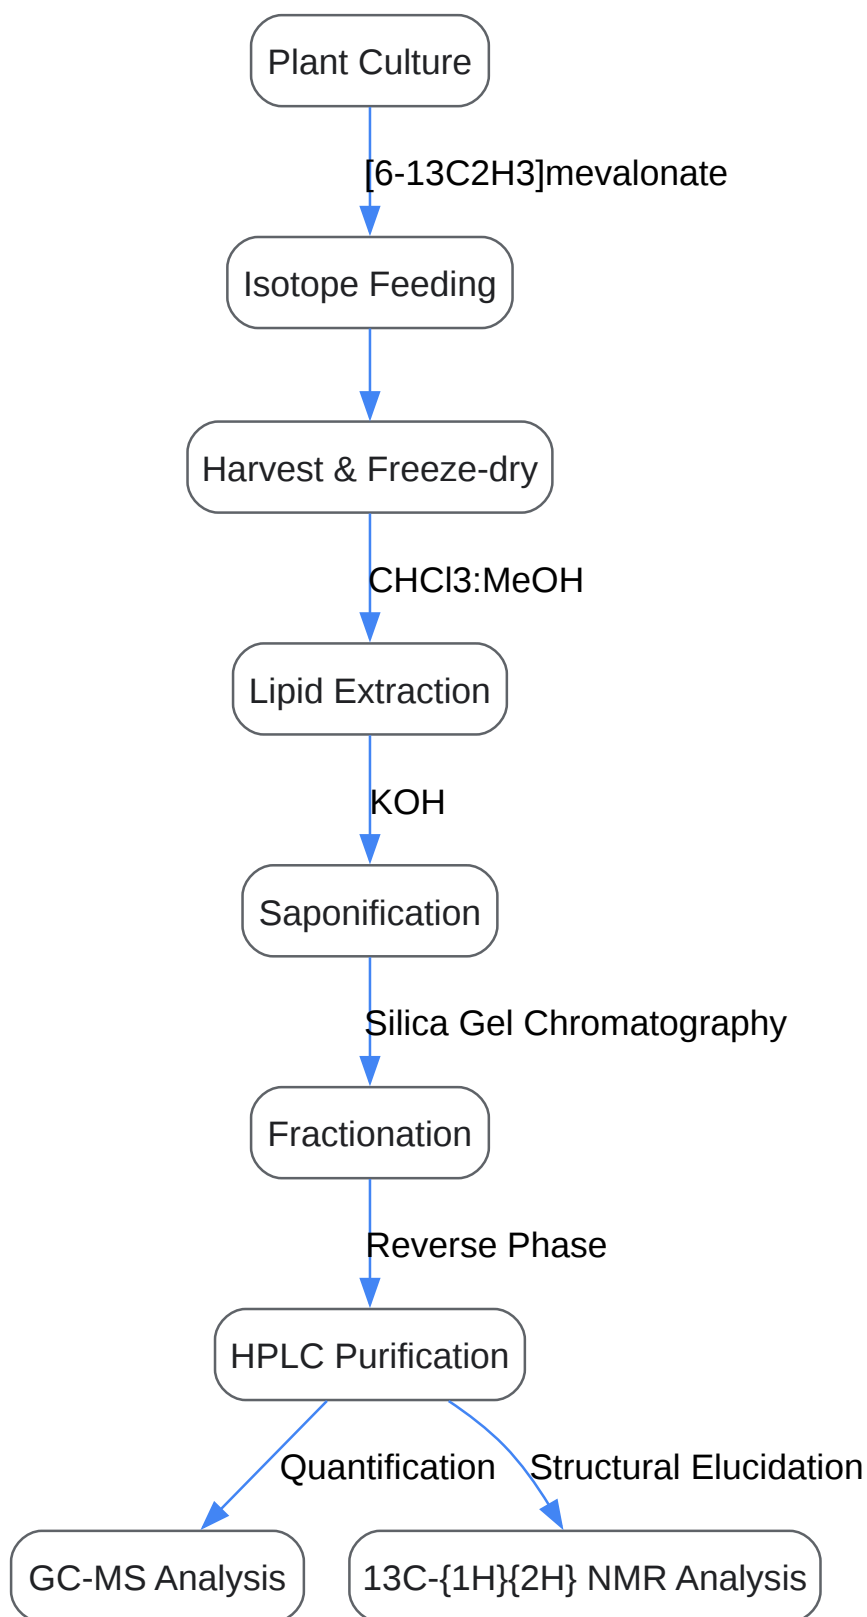 Plant Culture
[6-13C2H3]mevalonate
Isotope Feeding
Harvest & Freeze-dry
CHCl3:MeOH
Lipid Extraction
KOH
Saponification
Silica Gel Chromatography
Fractionation
Reverse Phase
HPLC Purification
Quantification
Structural Elucidation
GC-MS Analysis
13C-{1H}{2H} NMR Analysis